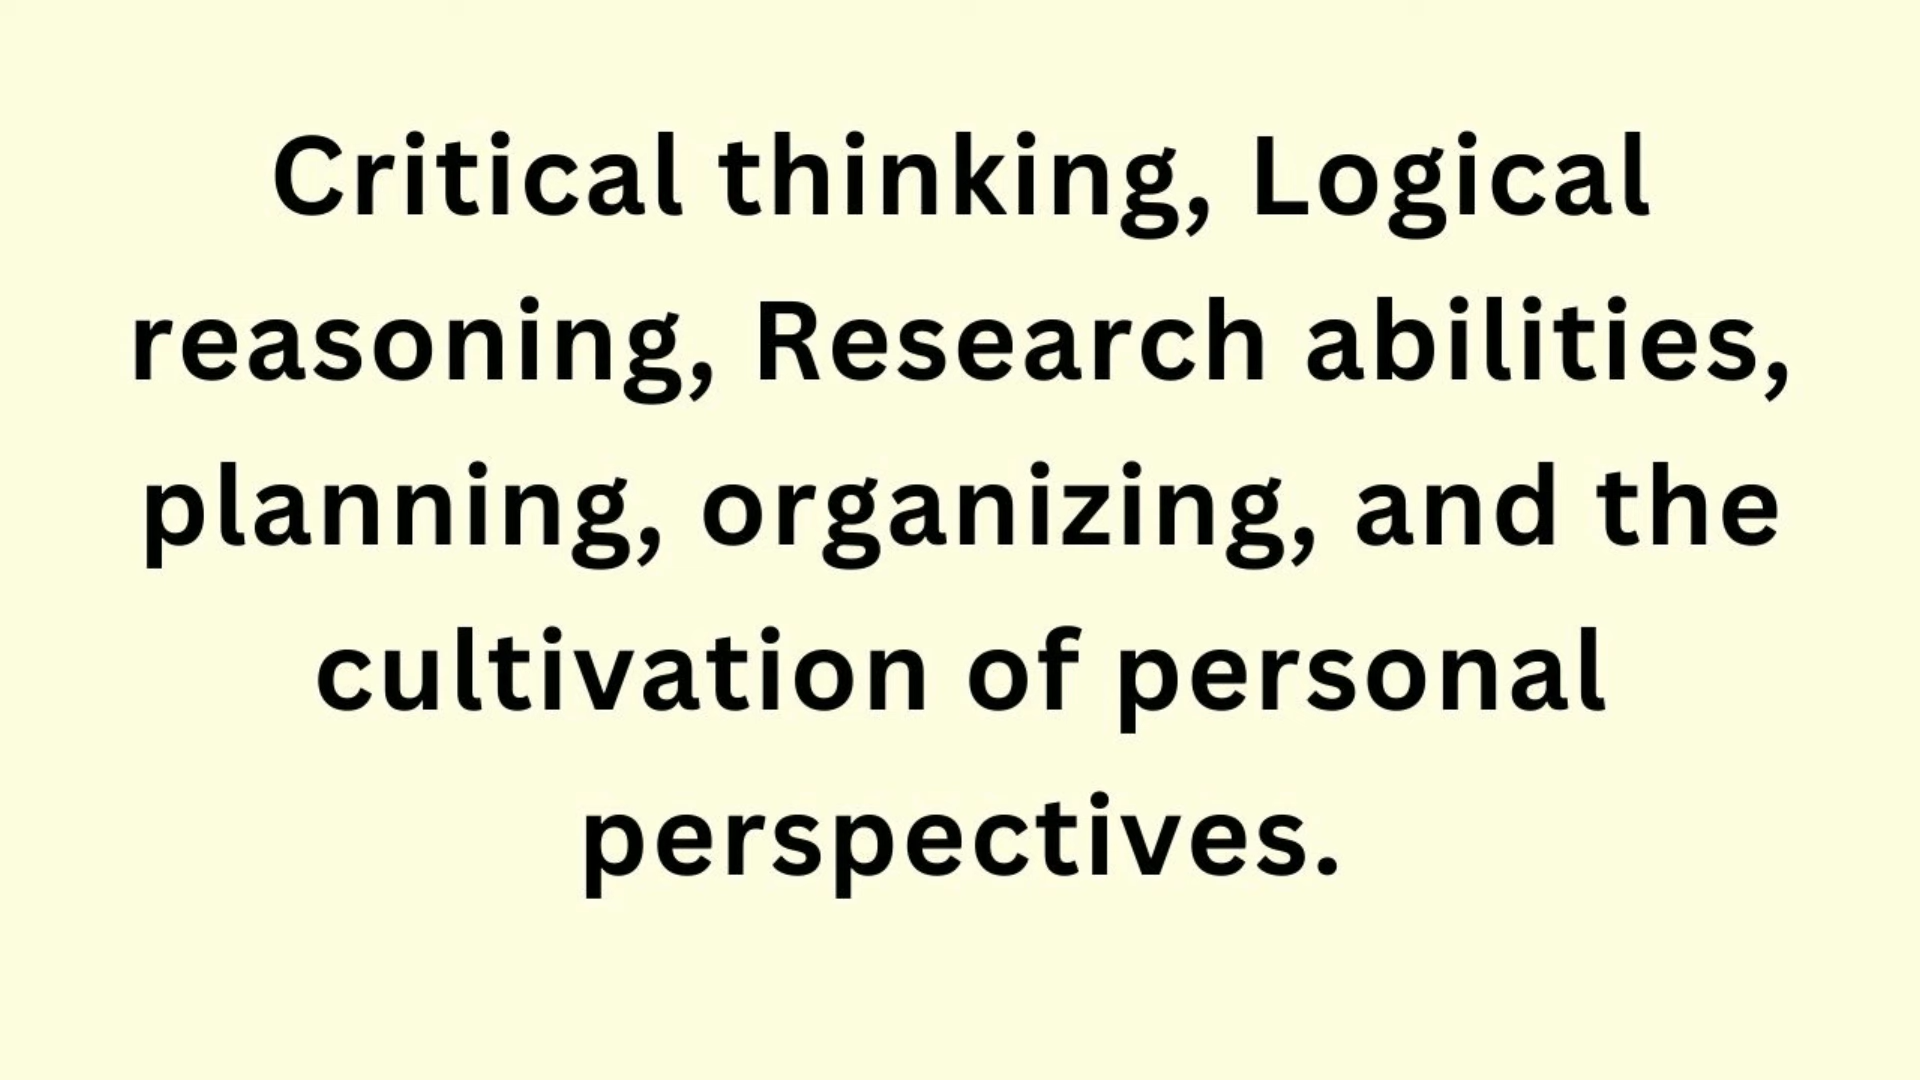 Critical thinking, Logical
reasoning, Research abilities,
planning, organizing, and the
cultivation of personal
perspectives.